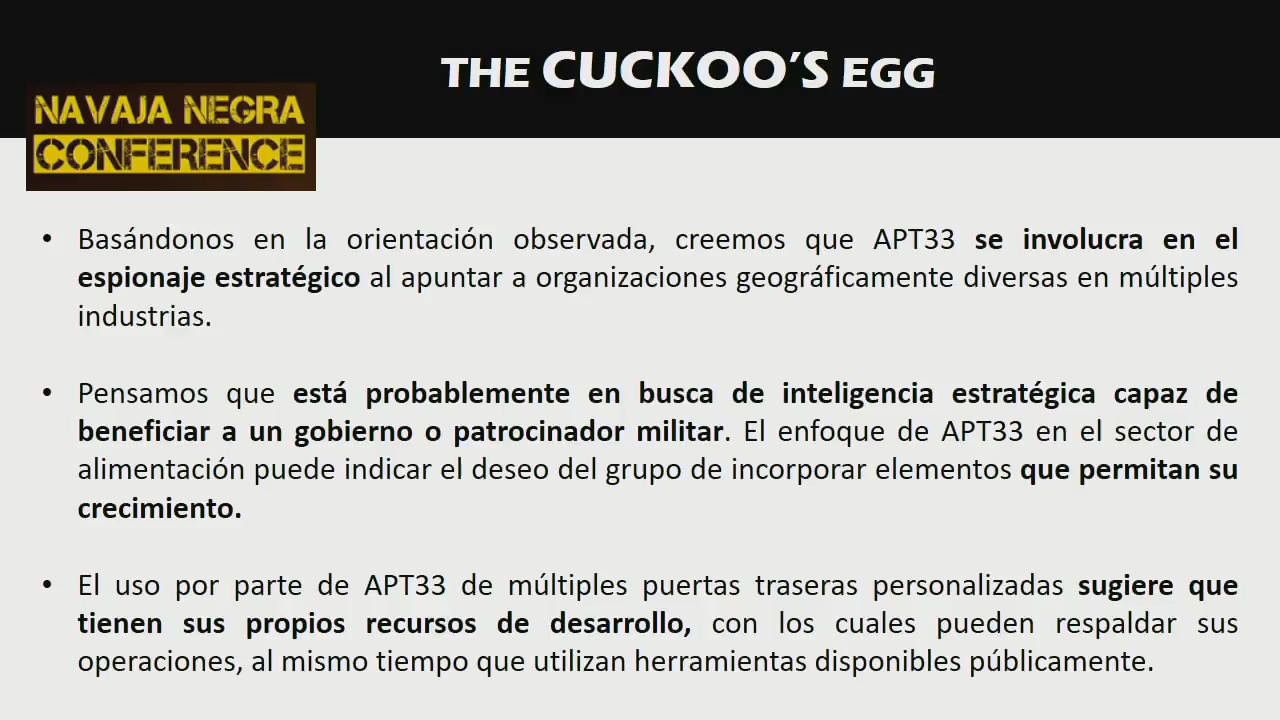 THE CUCKOO'S EGG
NAVAJA NEGRA
CONFERENCE
• Basándonos en la orientación observada, creemos que APT33 se involucra en el
espionaje estratégico al apuntar a organizaciones geográficamente diversas en múltiples
industrias.
• Pensamos que está probablemente en busca de inteligencia estratégica capaz de
beneficiar a un gobierno o patrocinador militar. El enfoque de APT33 en el sector de
alimentación puede indicar el deseo del grupo de incorporar elementos que permitan su
crecimiento.
• El uso por parte de APT33 de múltiples puertas traseras personalizadas sugiere que
tienen sus propios recursos de desarrollo, con los cuales pueden respaldar sus
operaciones, al mismo tiempo que utilizan herramientas disponibles públicamente.